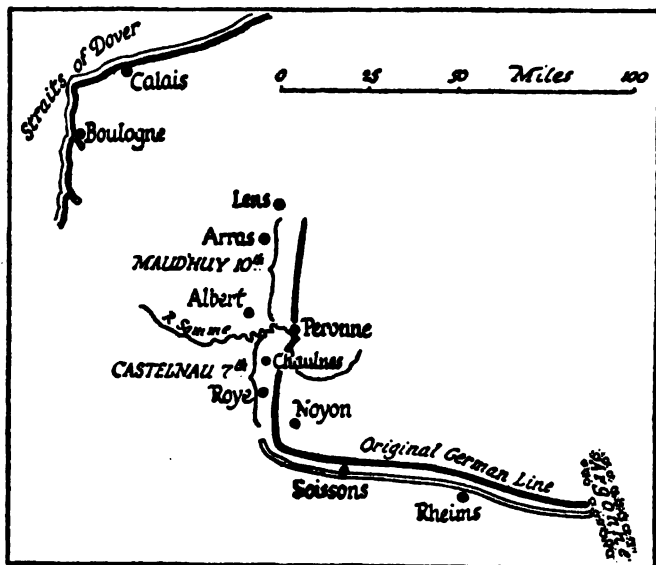 Straits of Dover
Calais
0 25 50 Miles 100
Boulogne
Lens
Arras
MAUDHUY 10th
Albert
R. Somme
Peronne
Chaulnes
CASTELNAU 7th
Roye
Noyon
Original German Line
Soissons
Rheims
Argonne